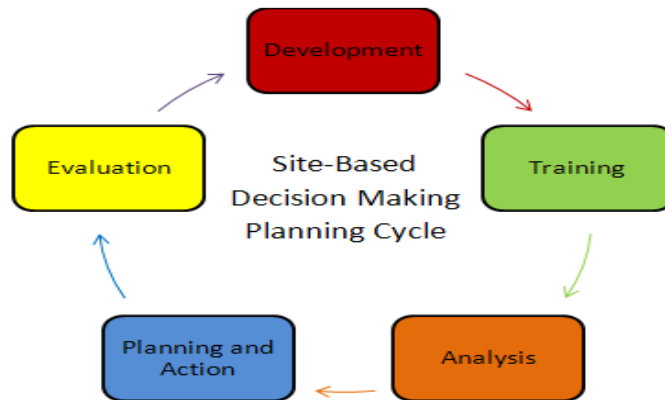 Development
Evaluation
Site-Based
Decision Making
Planning Cycle
Training
Planning and
Action
Analysis